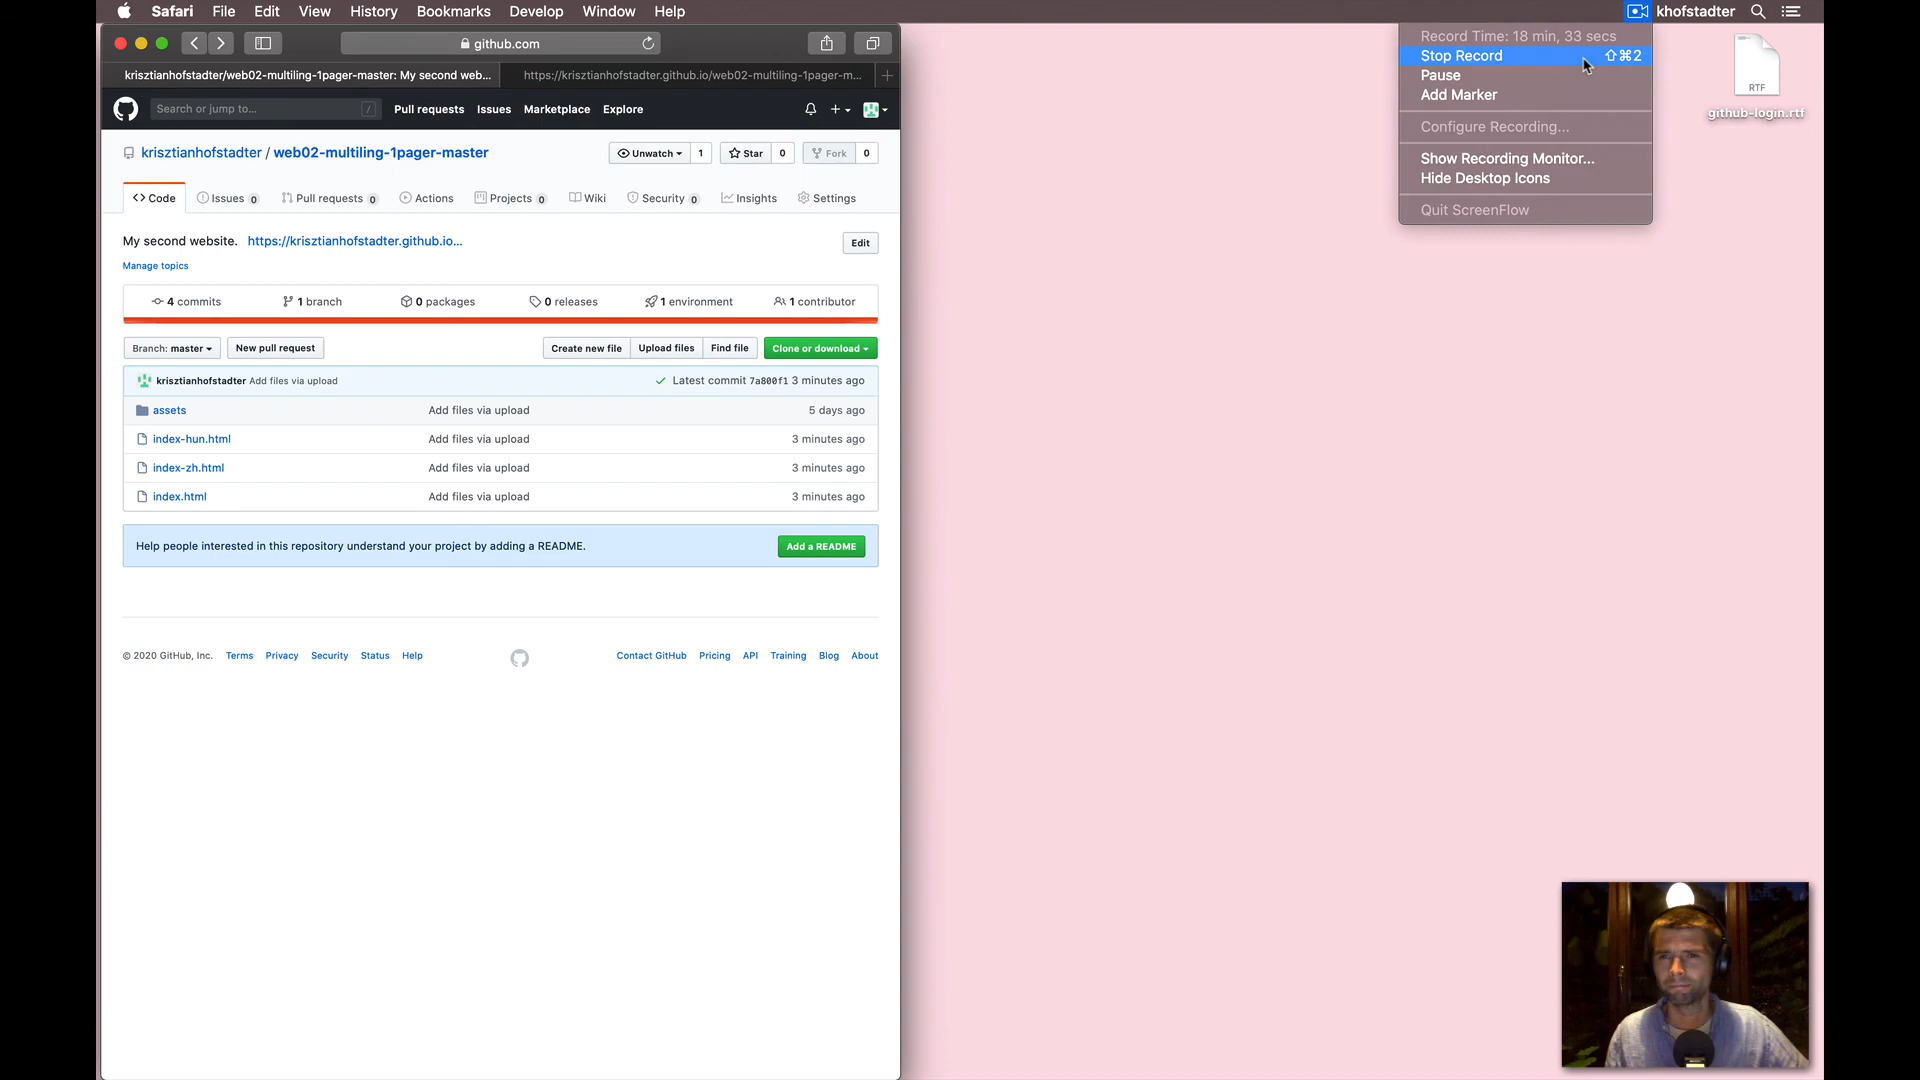 Safari File Edit View History Bookmarks Develop Window Help khofstadter
github.com
krisztianhofstadter/web02-multiling-1pager-master: My second web... https://krisztianhofstadter.github.io/web02-multiling-1pager-m...
Search or jump to... / Pull requests Issues Marketplace Explore
krisztianhofstadter / web02-multiling-1pager-master Unwatch 1 Star 0 Fork 0
Code Issues 0 Pull requests 0 Actions Projects 0 Wiki Security 0 Insights Settings
My second website. https://krisztianhofstadter.github.io... Edit
Manage topics
4 commits 1 branch 0 packages 0 releases 1 environment 1 contributor
Branch: master New pull request Create new file Upload files Find file Clone or download
krisztianhofstadter Add files via upload Latest commit 7a800f1 3 minutes ago
assets Add files via upload 5 days ago
index-hun.html Add files via upload 3 minutes ago
index-zh.html Add files via upload 3 minutes ago
index.html Add files via upload 3 minutes ago
Help people interested in this repository understand your project by adding a README. Add a README
© 2020 GitHub, Inc. Terms Privacy Security Status Help Contact GitHub Pricing API Training Blog About
Record Time: 18 min, 33 secs
Stop Record ⇧⌘2
Pause
Add Marker
Configure Recording...
Show Recording Monitor...
Hide Desktop Icons
Quit ScreenFlow
RTF
github-login.rtf